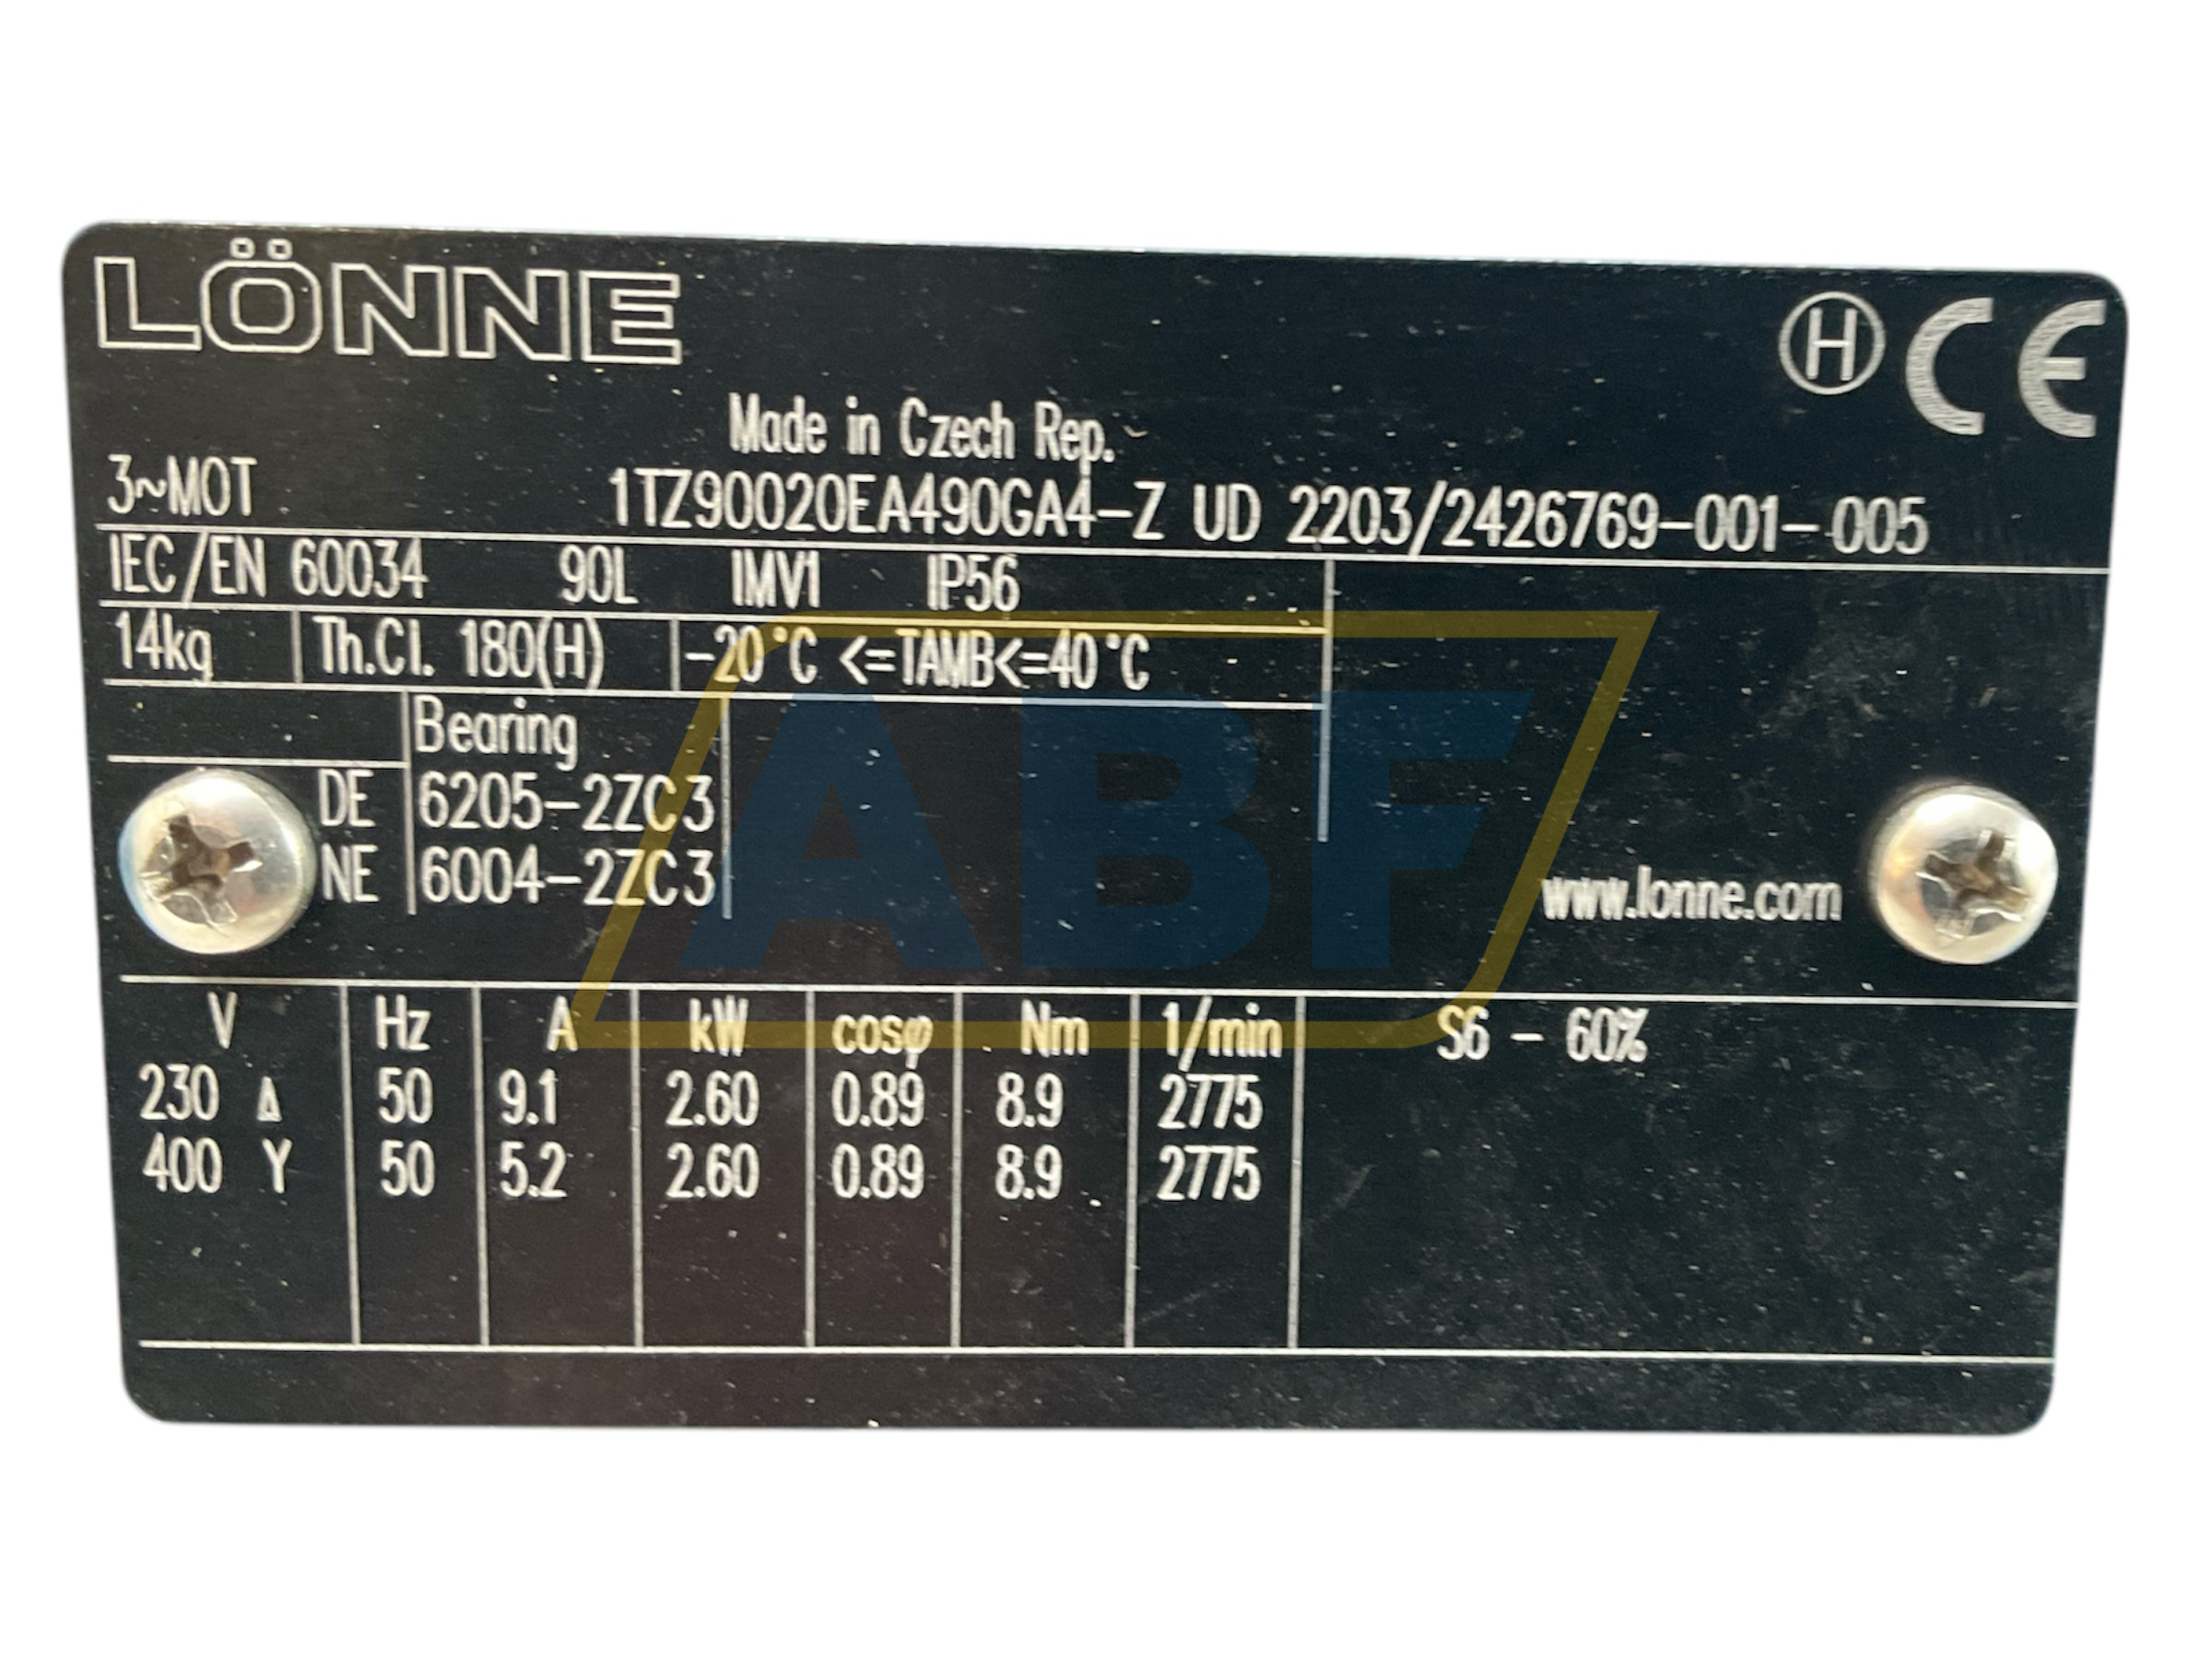 LÖNNE
H CE
Made in Czech Rep.
3~MOT 1TZ90020EA490GA4-Z UD 2203/2426769-001-005
IEC/EN 60034 90L IMV1 IP56
14kg Th.Cl. 180(H) -20°C <=TAMB<=40°C
Bearing
DE 6205-2ZC3
NE 6004-2ZC3
www.lonne.com
ABF
V Hz A kW cosφ Nm 1/min S6 - 60%
230 Δ 50 9.1 2.60 0.89 8.9 2775
400 Y 50 5.2 2.60 0.89 8.9 2775